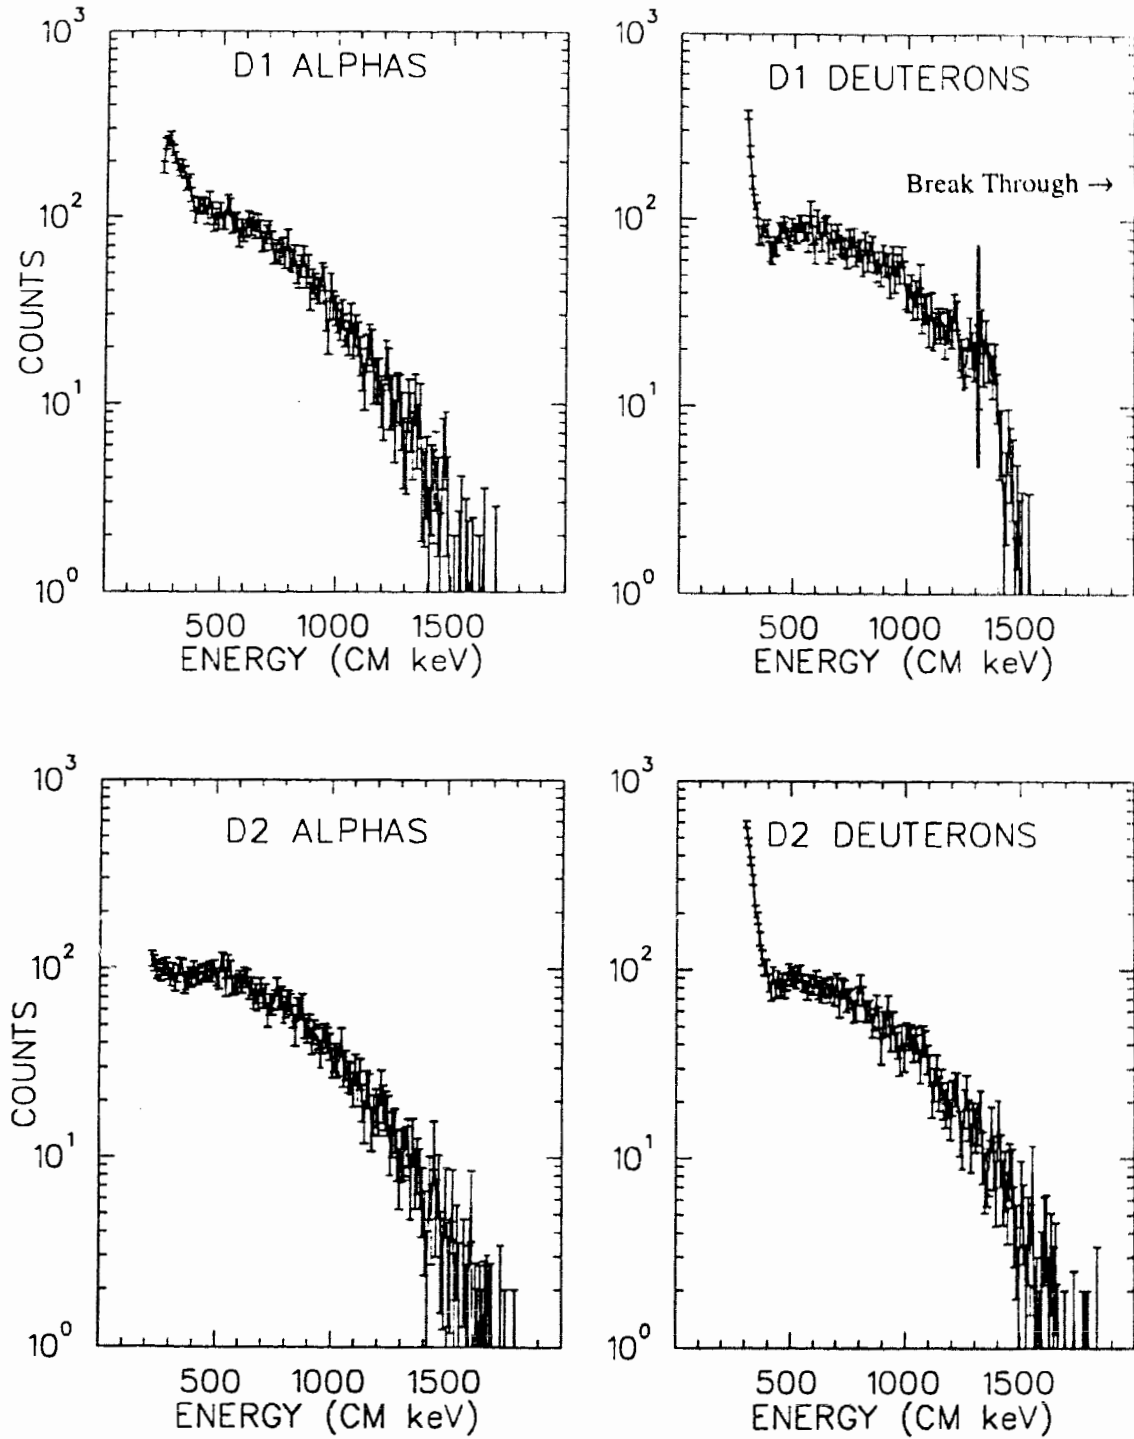 10³
D1 ALPHAS
10²
COUNTS
10¹
10⁰
500 1000 1500
ENERGY (CM keV)
10³
D1 DEUTERONS
Break Through →
10²
10¹
10⁰
500 1000 1500
ENERGY (CM keV)
10³
D2 ALPHAS
10²
COUNTS
10¹
10⁰
500 1000 1500
ENERGY (CM keV)
10³
D2 DEUTERONS
10²
10¹
10⁰
500 1000 1500
ENERGY (CM keV)